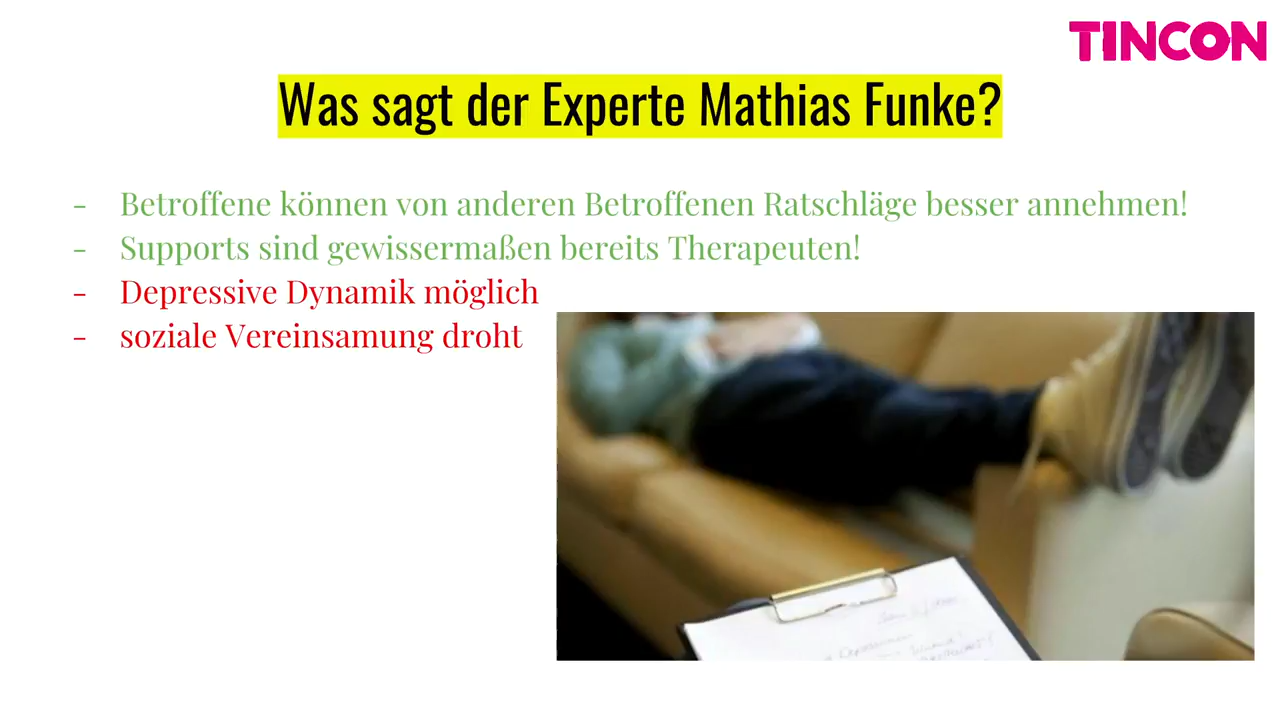 TINCON
Was sagt der Experte Mathias Funke?
- Betroffene können von anderen Betroffenen Ratschläge besser annehmen!
- Supports sind gewissermaßen bereits Therapeuten!
- Depressive Dynamik möglich
- soziale Vereinsamung droht